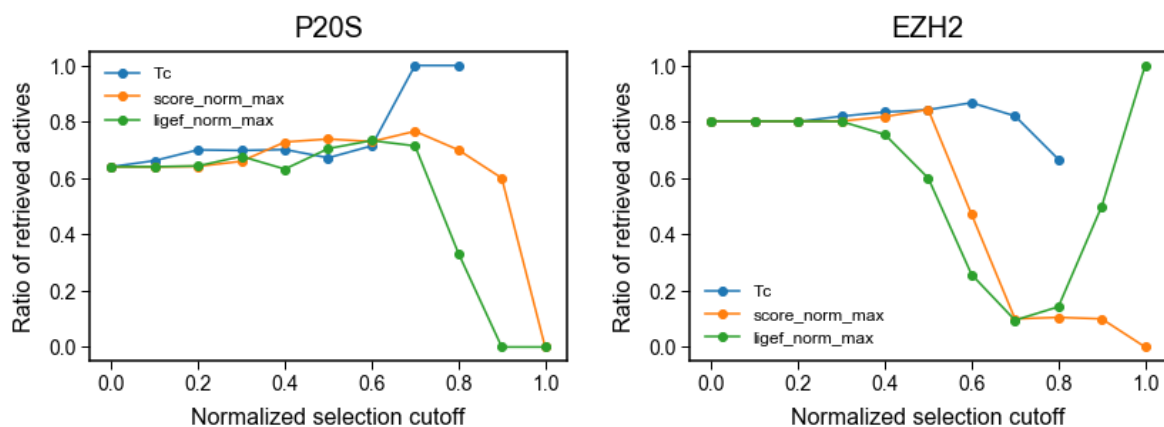 P20S
Ratio of retrieved actives
1.0
0.8
0.6
0.4
0.2
0.0
Tc
score_norm_max
ligef_norm_max
0.0 0.2 0.4 0.6 0.8 1.0
Normalized selection cutoff
EZH2
Ratio of retrieved actives
1.0
0.8
0.6
0.4
0.2
0.0
Tc
score_norm_max
ligef_norm_max
0.0 0.2 0.4 0.6 0.8 1.0
Normalized selection cutoff